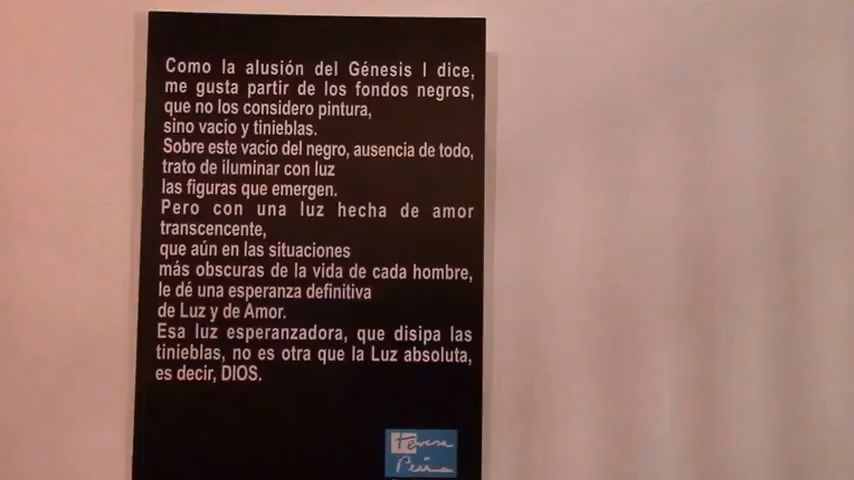 Como la alusión del Génesis I dice,
me gusta partir de los fondos negros,
que no los considero pintura,
sino vacío y tinieblas.
Sobre este vacío del negro, ausencia de todo,
trato de iluminar con luz
las figuras que emergen.
Pero con una luz hecha de amor
transcencente,
que aún en las situaciones
más obscuras de la vida de cada hombre,
le dé una esperanza definitiva
de Luz y de Amor.
Esa luz esperanzadora, que disipa las
tinieblas, no es otra que la Luz absoluta,
es decir, DIOS.
terese
Peña